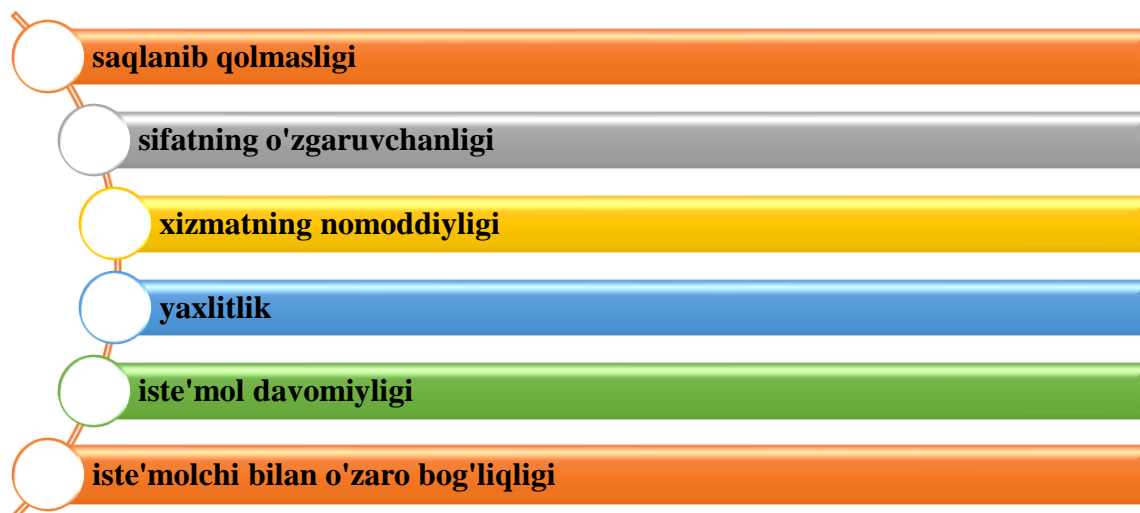 saqlanib qolmasligi
sifatning o'zgaruvchanligi
xizmatning nomoddiyligi
yaxlitlik
iste'mol davomiyligi
iste'molchi bilan o'zaro bog'liqligi